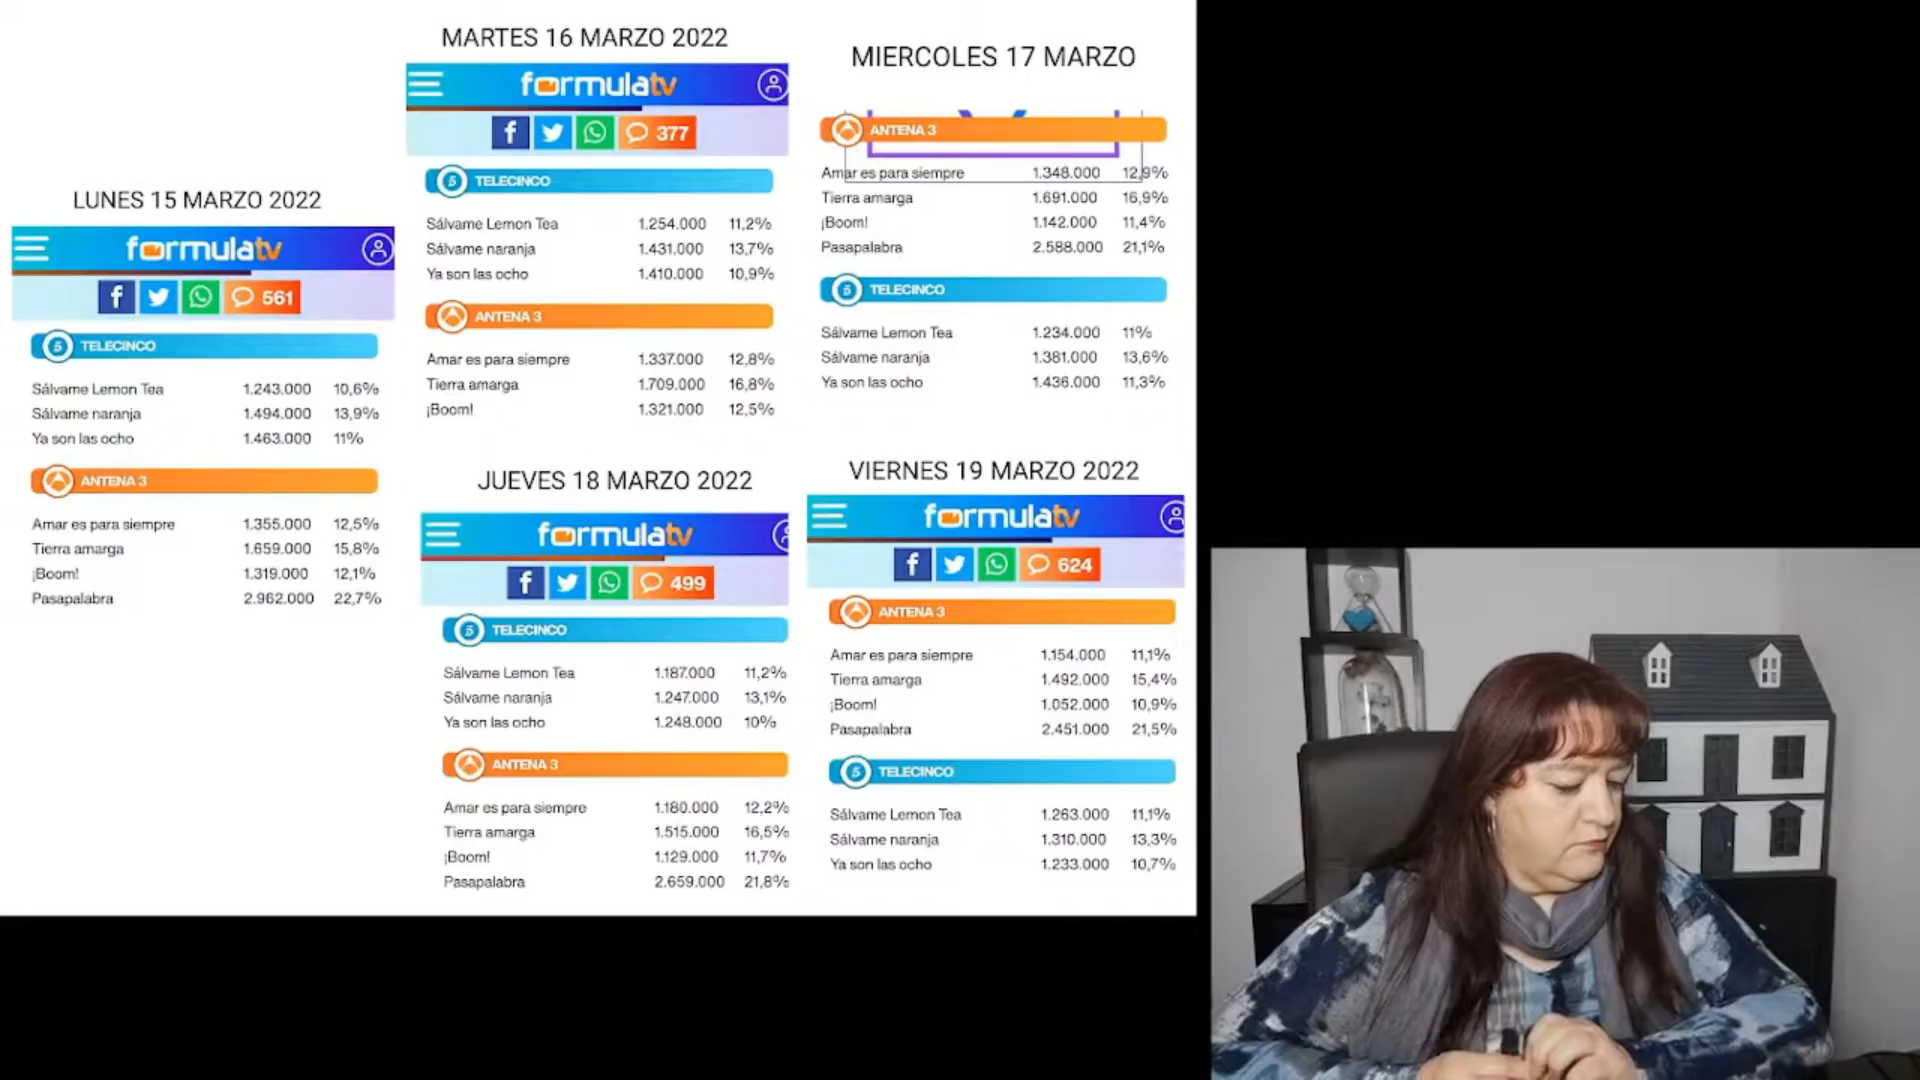 LUNES 15 MARZO 2022
formulatv
561
TELECINCO
Sálvame Lemon Tea 1.243.000 10,6%
Sálvame naranja 1.494.000 13,9%
Ya son las ocho 1.463.000 11%
ANTENA 3
Amar es para siempre 1.355.000 12,5%
Tierra amarga 1.659.000 15,8%
¡Boom! 1.319.000 12,1%
Pasapalabra 2.962.000 22,7%
MARTES 16 MARZO 2022
formulatv
377
TELECINCO
Sálvame Lemon Tea 1.254.000 11,2%
Sálvame naranja 1.431.000 13,7%
Ya son las ocho 1.410.000 10,9%
ANTENA 3
Amar es para siempre 1.337.000 12,8%
Tierra amarga 1.709.000 16,8%
¡Boom! 1.321.000 12,5%
MIERCOLES 17 MARZO
ANTENA 3
Amar es para siempre 1.348.000 12,9%
Tierra amarga 1.691.000 16,9%
¡Boom! 1.142.000 11,4%
Pasapalabra 2.588.000 21,1%
TELECINCO
Sálvame Lemon Tea 1.234.000 11%
Sálvame naranja 1.381.000 13,6%
Ya son las ocho 1.436.000 11,3%
JUEVES 18 MARZO 2022
formulatv
499
TELECINCO
Sálvame Lemon Tea 1.187.000 11,2%
Sálvame naranja 1.247.000 13,1%
Ya son las ocho 1.248.000 10%
ANTENA 3
Amar es para siempre 1.180.000 12,2%
Tierra amarga 1.515.000 16,5%
¡Boom! 1.129.000 11,7%
Pasapalabra 2.659.000 21,8%
VIERNES 19 MARZO 2022
formulatv
624
ANTENA 3
Amar es para siempre 1.154.000 11,1%
Tierra amarga 1.492.000 15,4%
¡Boom! 1.052.000 10,9%
Pasapalabra 2.451.000 21,5%
TELECINCO
Sálvame Lemon Tea 1.263.000 11,1%
Sálvame naranja 1.310.000 13,3%
Ya son las ocho 1.233.000 10,7%